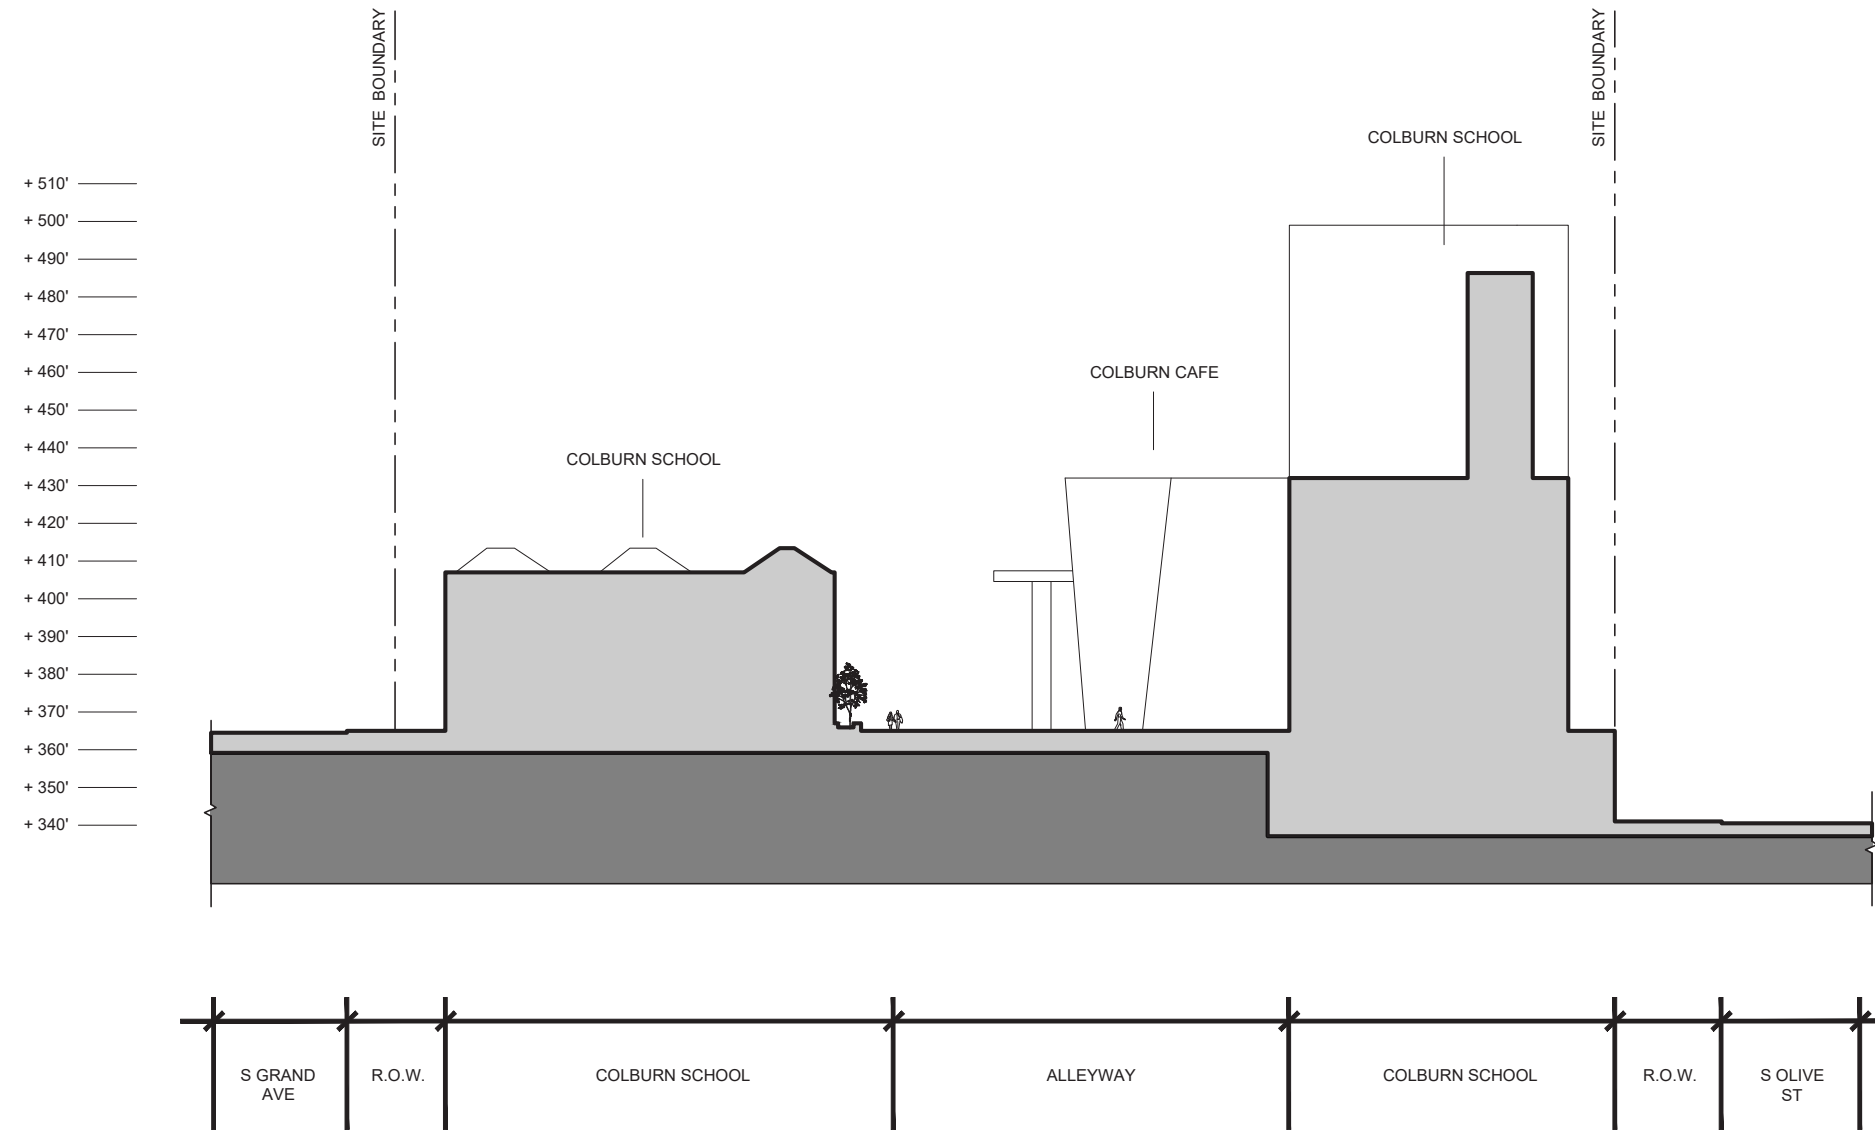 SITE BOUNDARY
SITE BOUNDARY
COLBURN SCHOOL
+ 510'
+ 500'
+ 490'
+ 480'
+ 470'
+ 460'
+ 450'
+ 440'
+ 430'
+ 420'
+ 410'
+ 400'
+ 390'
+ 380'
+ 370'
+ 360'
+ 350'
+ 340'
COLBURN CAFE
COLBURN SCHOOL
S GRAND
AVE
R.O.W.
COLBURN SCHOOL
ALLEYWAY
COLBURN SCHOOL
R.O.W.
S OLIVE
ST